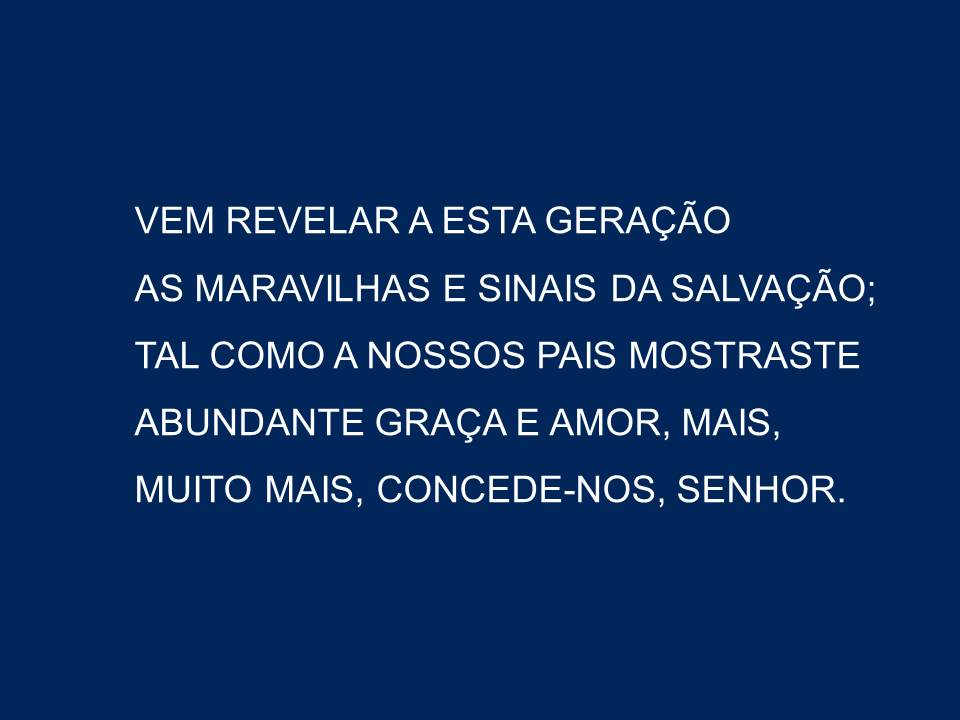 VEM REVELAR A ESTA GERAÇÃO
AS MARAVILHAS E SINAIS DA SALVAÇÃO;
TAL COMO A NOSSOS PAIS MOSTRASTE
ABUNDANTE GRAÇA E AMOR, MAIS,
MUITO MAIS, CONCEDE-NOS, SENHOR.